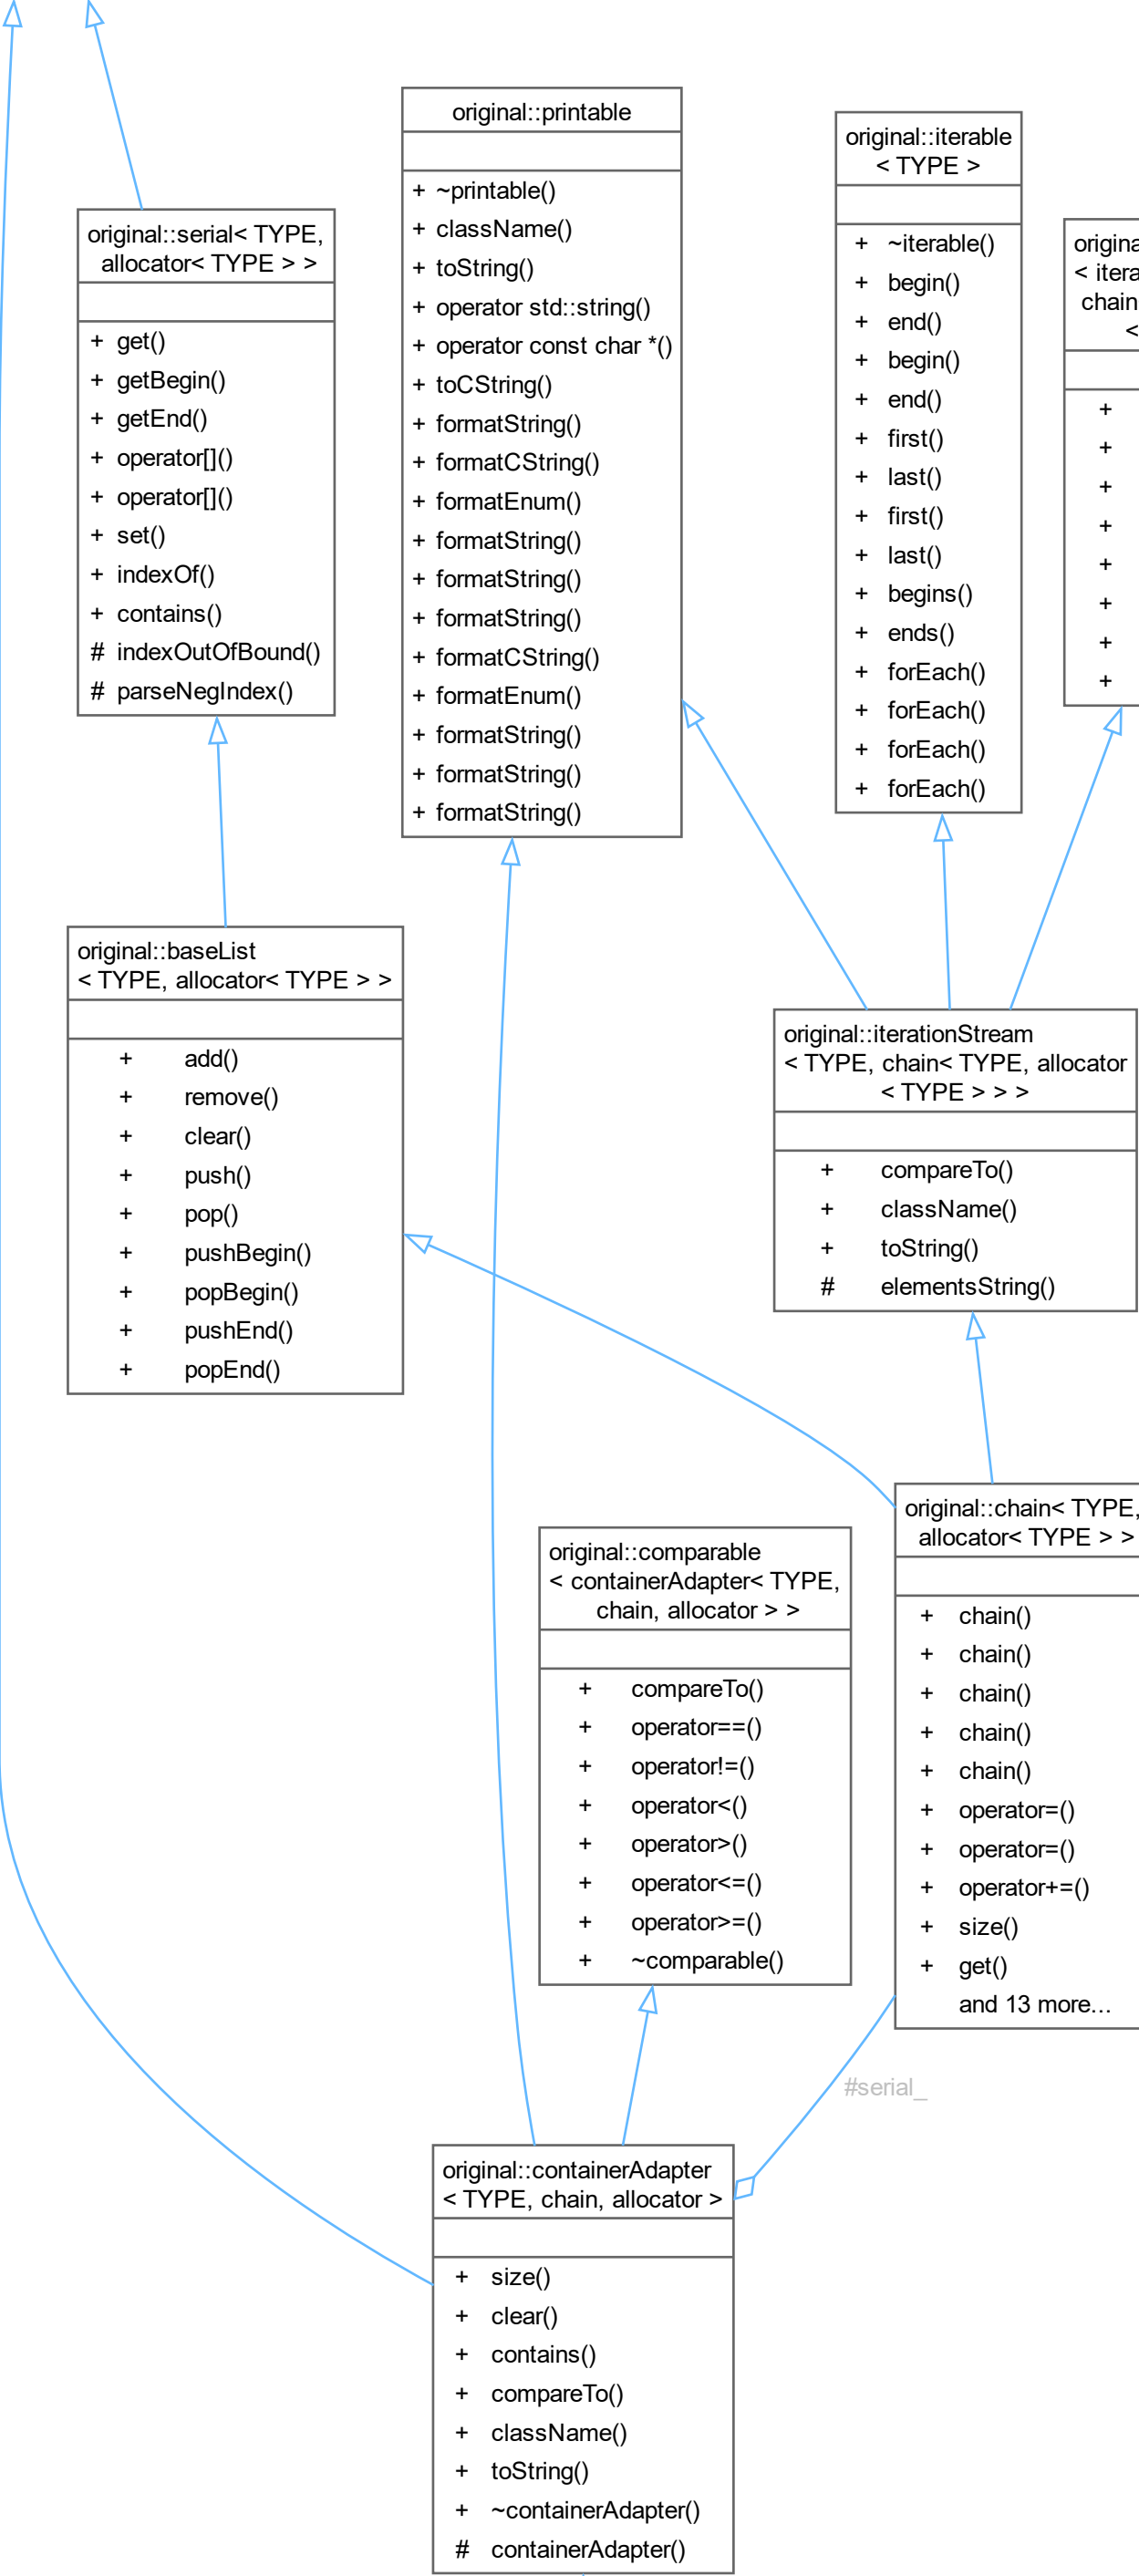 original::printable
+ ~printable()
+ className()
+ toString()
+ operator std::string()
+ operator const char *()
+ toCString()
+ formatString()
+ formatCString()
+ formatEnum()
+ formatString()
+ formatString()
+ formatString()
+ formatCString()
+ formatEnum()
+ formatString()
+ formatString()
+ formatString()
original::iterable
< TYPE >
+ ~iterable()
+ begin()
+ end()
+ begin()
+ end()
+ first()
+ last()
+ first()
+ last()
+ begins()
+ ends()
+ forEach()
+ forEach()
+ forEach()
+ forEach()
original::serial< TYPE,
allocator< TYPE > >
+ get()
+ getBegin()
+ getEnd()
+ operator[]()
+ operator[]()
+ set()
+ indexOf()
+ contains()
# indexOutOfBound()
# parseNegIndex()
<
chain
<
+
+
+
+
+
+
+
+
original::baseList
< TYPE, allocator< TYPE > >
+ add()
+ remove()
+ clear()
+ push()
+ pop()
+ pushBegin()
+ popBegin()
+ pushEnd()
+ popEnd()
original::iterationStream
< TYPE, chain< TYPE, allocator
< TYPE > > >
+ compareTo()
+ className()
+ toString()
# elementsString()
original::chain< TYPE,
allocator< TYPE > >
+ chain()
+ chain()
+ chain()
+ chain()
+ chain()
+ operator=()
+ operator=()
+ operator+=()
+ size()
+ get()
and 13 more...
original::comparable
< containerAdapter< TYPE,
chain, allocator > >
+ compareTo()
+ operator==()
+ operator!=()
+ operator<()
+ operator>()
+ operator<=()
+ operator>=()
+ ~comparable()
#serial_
original::containerAdapter
< TYPE, chain, allocator >
+ size()
+ clear()
+ contains()
+ compareTo()
+ className()
+ toString()
+ ~containerAdapter()
# containerAdapter()